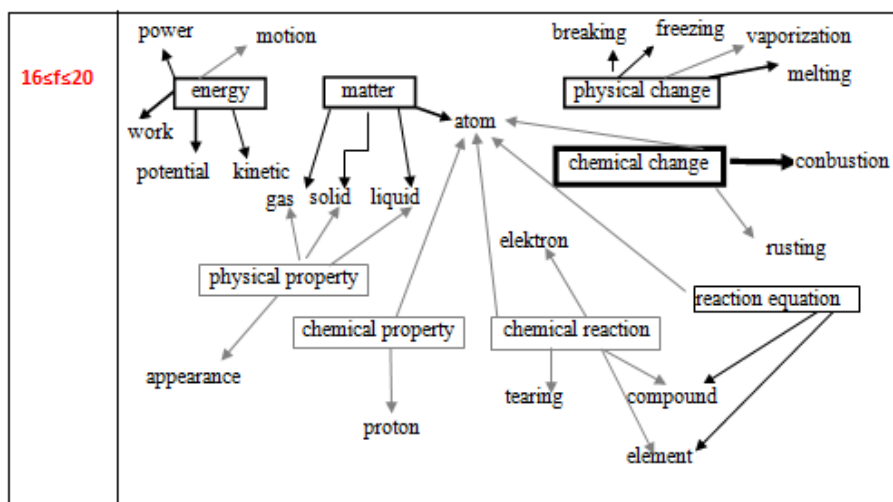 16≤f≤20
power
motion
breaking
freezing
vaporization
melting
energy
matter
physical change
work
atom
potential
kinetic
chemical change
conbustion
gas
solid
liquid
elektron
rusting
physical property
reaction equation
chemical property
chemical reaction
appearance
tearing
compound
proton
element